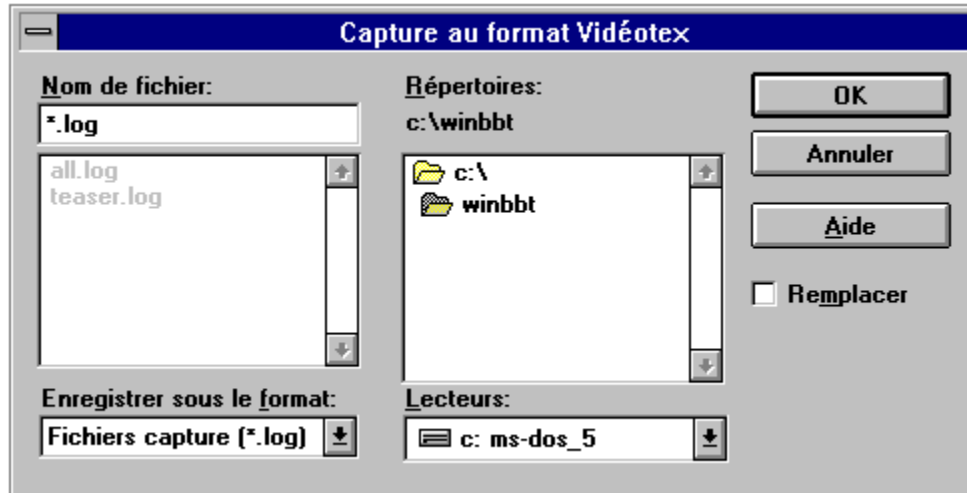 Capture au format Vidéotex
Nom de fichier:
*.log
all.log
teaser.log
Enregistrer sous le format:
Fichiers capture (*.log)
Répertoires:
c:\winbbt
c:\
winbbt
Lecteurs:
c: ms-dos_5
OK
Annuler
Aide
Remplacer